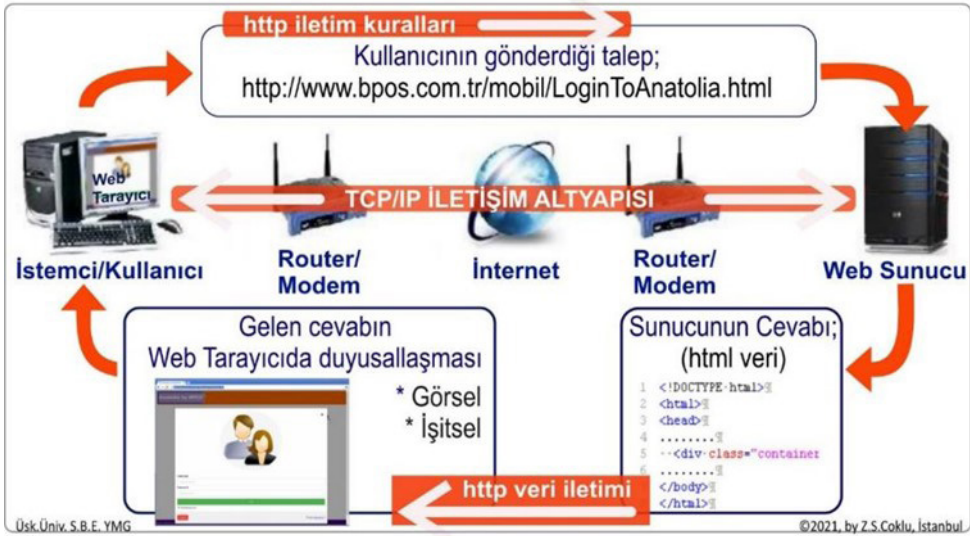 http iletim kuralları
Kullanıcının gönderdiği talep;
http://www.bpos.com.tr/mobil/LoginToAnatolia.html
Web
Tarayıcı
TCP/IP İLETİŞİM ALTYAPISI
İstemci/Kullanıcı
Router/
Modem
İnternet
Router/
Modem
Web Sunucu
Gelen cevabın
Web Tarayıcıda duyusallaşması
* Görsel
* İşitsel
Sunucunun Cevabı;
(html veri)
1 <!DOCTYPE·html>¶
2 <html>¶
3 <head>¶
4 ........¶
5 ··<div·class="container
6 ........¶
7 </body>¶
8 </html>¶
http veri iletimi
Üsk.Üniv. S.B.E. YMG
©2021, by Z.S.Coklu, İstanbul